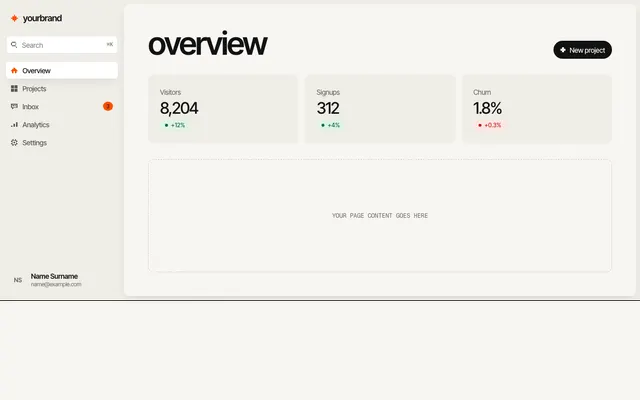 yourbrand
Search ⌘K
Overview
Projects
Inbox
Analytics
Settings
NS
Name Surname
name@example.com
overview
New project
Visitors
8,204
+12%
Signups
312
+4%
Churn
1.8%
+0.3%
YOUR PAGE CONTENT GOES HERE